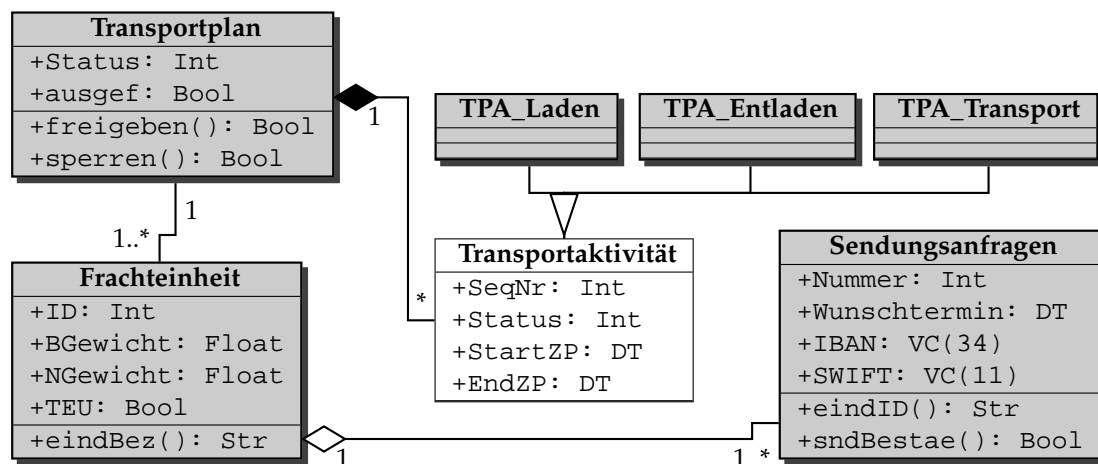 Transportplan
+Status: Int
+ausgef: Bool
+freigeben(): Bool
+sperren(): Bool
1
TPA_Laden
TPA_Entladen
TPA_Transport
1
1..*
Frachteinheit
+ID: Int
+BGewicht: Float
+NGewicht: Float
+TEU: Bool
+eindBez(): Str
*
Transportaktivität
+SeqNr: Int
+Status: Int
+StartZP: DT
+EndZP: DT
Sendungsanfragen
+Nummer: Int
+Wunschtermin: DT
+IBAN: VC(34)
+SWIFT: VC(11)
+eindID(): Str
+sndBestae(): Bool
1
1..*